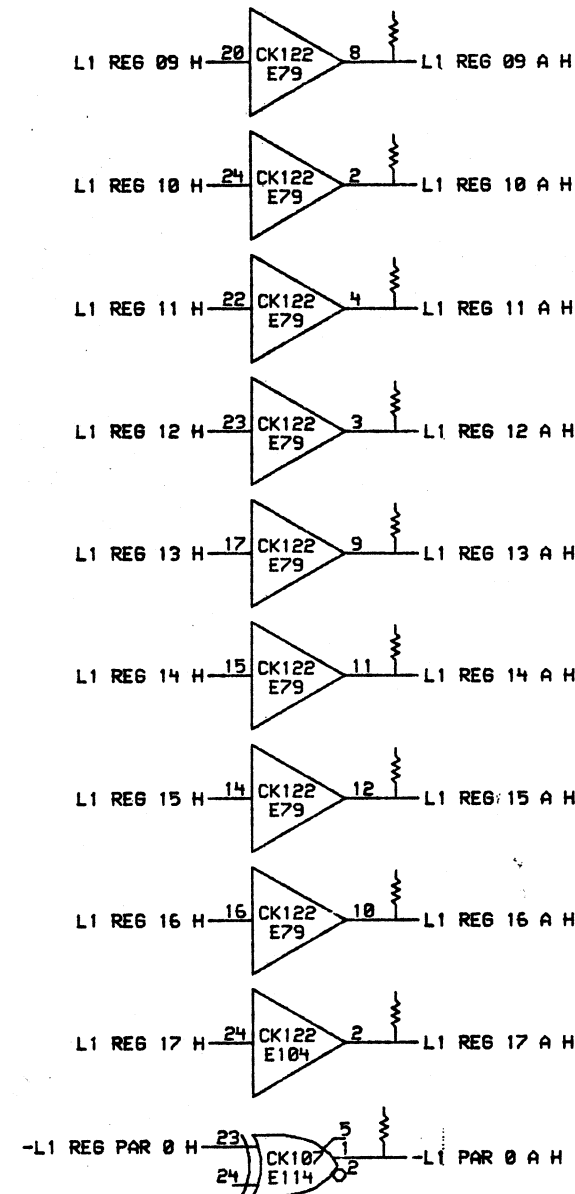 L1 REG 09 H 20 CK122 8 L1 REG 09 A H
E79
L1 REG 10 H 24 CK122 2 L1 REG 10 A H
E79
L1 REG 11 H 22 CK122 4 L1 REG 11 A H
E79
L1 REG 12 H 23 CK122 3 L1 REG 12 A H
E79
L1 REG 13 H 17 CK122 9 L1 REG 13 A H
E79
L1 REG 14 H 15 CK122 11 L1 REG 14 A H
E79
L1 REG 15 H 14 CK122 12 L1 REG 15 A H
E79
L1 REG 16 H 16 CK122 10 L1 REG 16 A H
E79
L1 REG 17 H 24 CK122 2 L1 REG 17 A H
E104
5
-L1 REG PAR 0 H 23 CK107 1 -L1 PAR 0 A H
24 E114 2